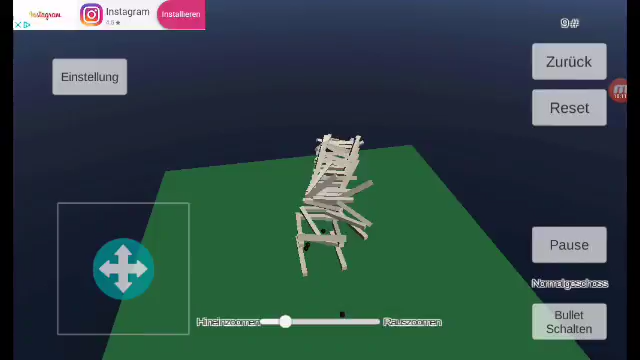 Instagram
Instagram
4.5★
Installieren
9#
Einstellung
Zurück
Reset
Pause
Normalgeschoss
Hineinzoomen
Rauszoomen
Bullet
Schalten